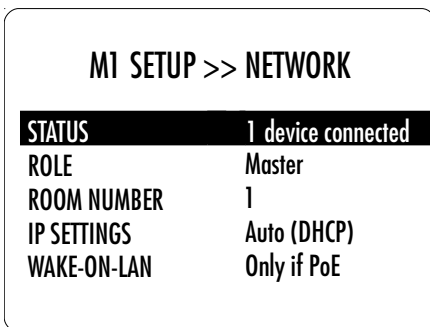 M1 SETUP >> NETWORK
STATUS 1 device connected
ROLE Master
ROOM NUMBER 1
IP SETTINGS Auto (DHCP)
WAKE-ON-LAN Only if PoE